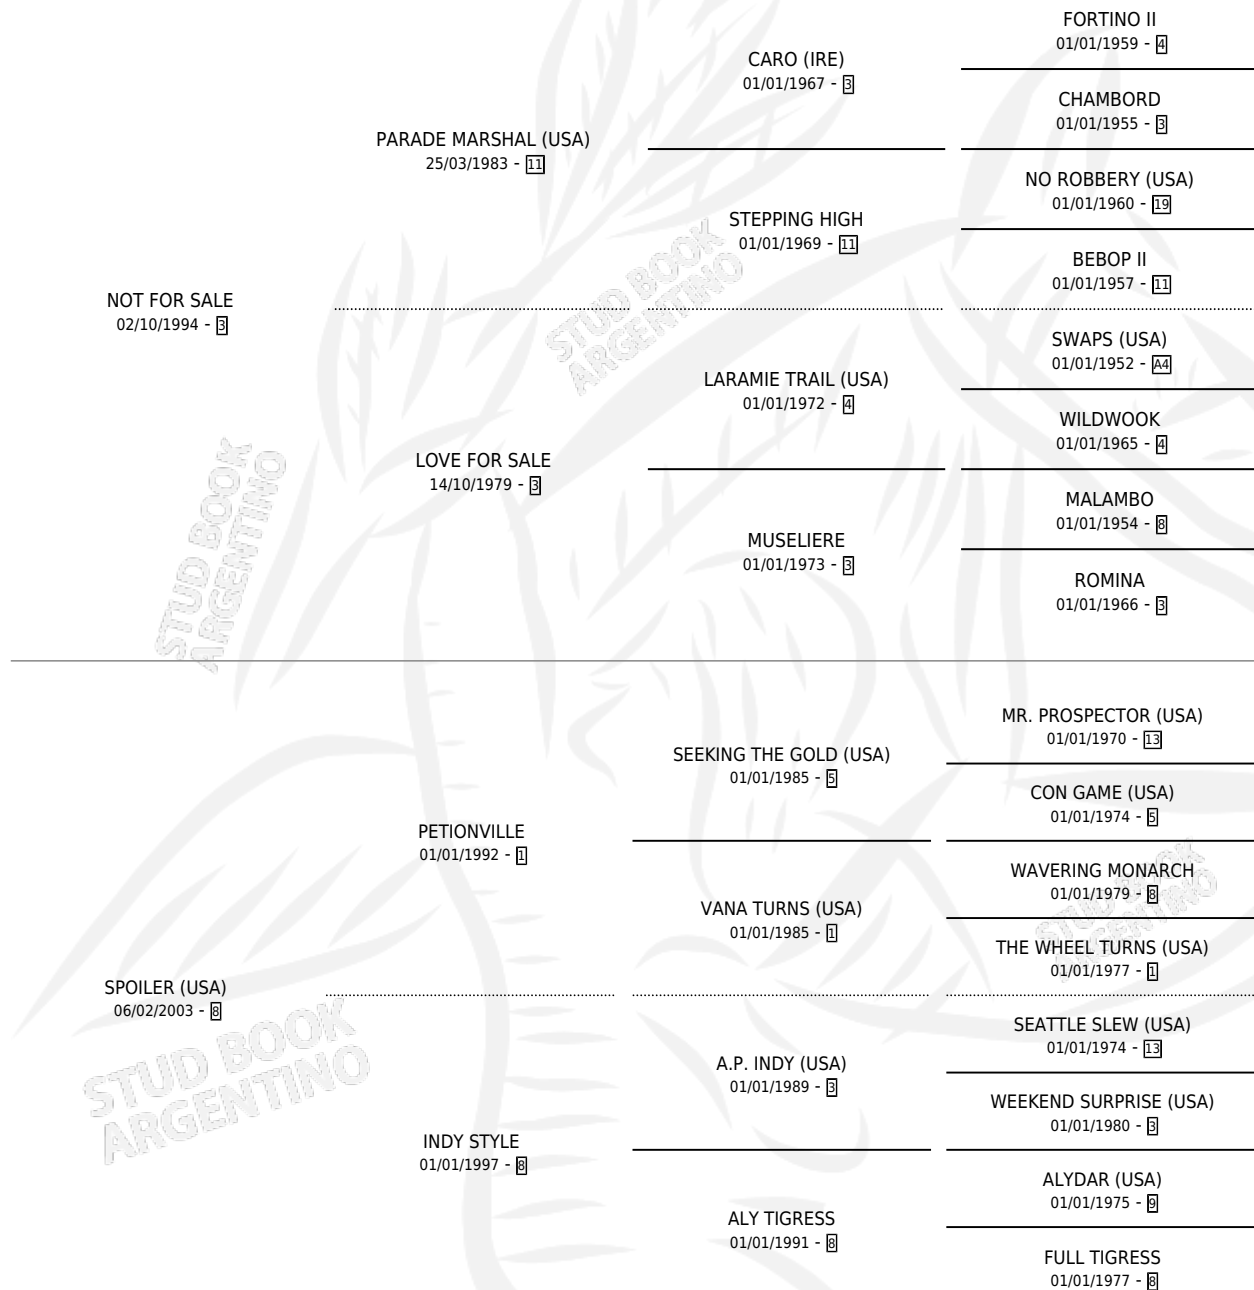 FORTINO II
01/01/1959 - 4
CARO (IRE)
01/01/1967 - 3
CHAMBORD
01/01/1955 - 3
PARADE MARSHAL (USA)
25/03/1983 - 11
NO ROBBERY (USA)
01/01/1960 - 19
STEPPING HIGH
01/01/1969 - 11
BEBOP II
01/01/1957 - 11
NOT FOR SALE
02/10/1994 - 3
SWAPS (USA)
01/01/1952 - A4
LARAMIE TRAIL (USA)
01/01/1972 - 4
WILDWOOK
01/01/1965 - 4
LOVE FOR SALE
14/10/1979 - 3
MALAMBO
01/01/1954 - 8
MUSELIERE
01/01/1973 - 3
ROMINA
01/01/1966 - 3
MR. PROSPECTOR (USA)
01/01/1970 - 13
SEEKING THE GOLD (USA)
01/01/1985 - 5
CON GAME (USA)
01/01/1974 - 5
PETIONVILLE
01/01/1992 - 1
WAVERING MONARCH
01/01/1979 - 8
VANA TURNS (USA)
01/01/1985 - 1
THE WHEEL TURNS (USA)
01/01/1977 - 1
SPOILER (USA)
06/02/2003 - 8
SEATTLE SLEW (USA)
01/01/1974 - 13
A.P. INDY (USA)
01/01/1989 - 3
WEEKEND SURPRISE (USA)
01/01/1980 - 3
INDY STYLE
01/01/1997 - 8
ALYDAR (USA)
01/01/1975 - 9
ALY TIGRESS
01/01/1991 - 8
FULL TIGRESS
01/01/1977 - 8
STUD BOOK
ARGENTINO
STUD BOOK
ARGENTINO
STUD BOOK
ARGENTINO
STUD BOOK
ARGENTINO